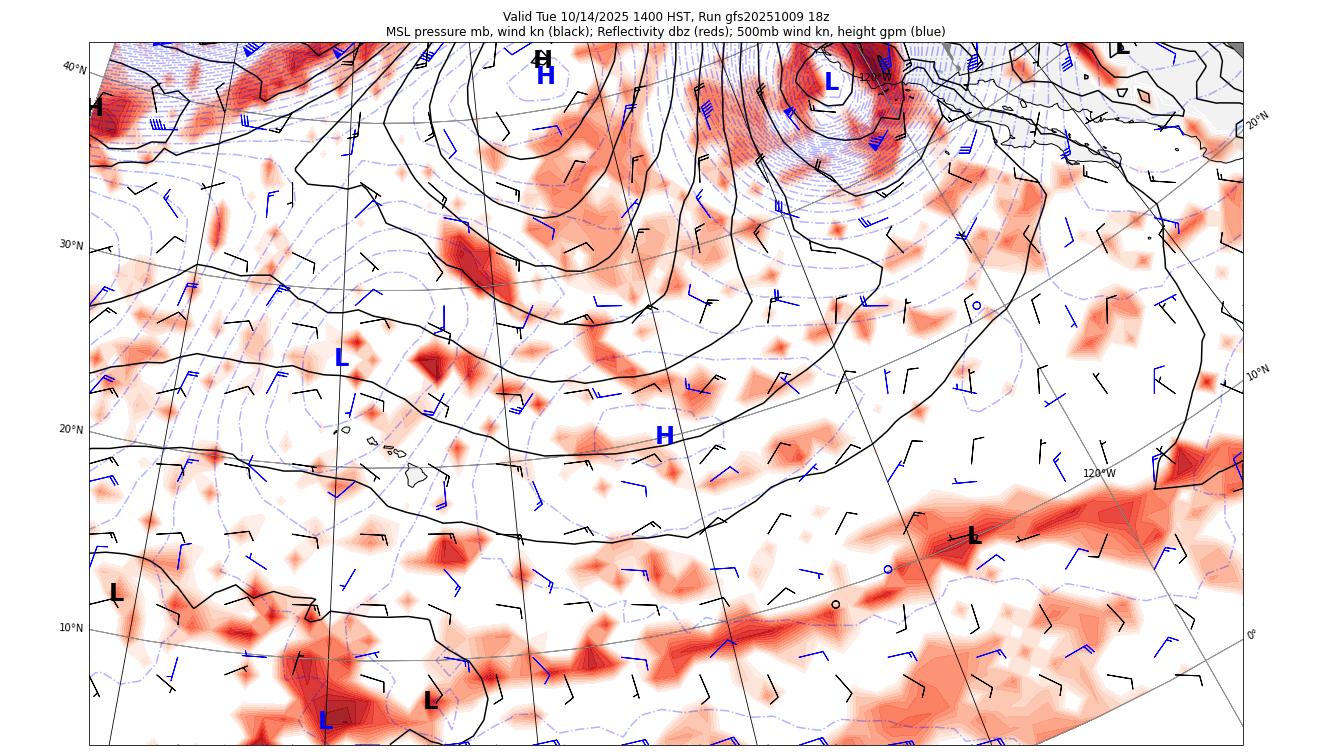 Valid Tue 10/14/2025 1400 HST, Run gfs20251009 18z
MSL pressure mb, wind kn (black); Reflectivity dbz (reds); 500mb wind kn, height gpm (blue)
H
L
40°N
H
L
120°W
H
20°N
30°N
L
10°N
20°N
H
120°W
L
L
10°N
0°
L
L